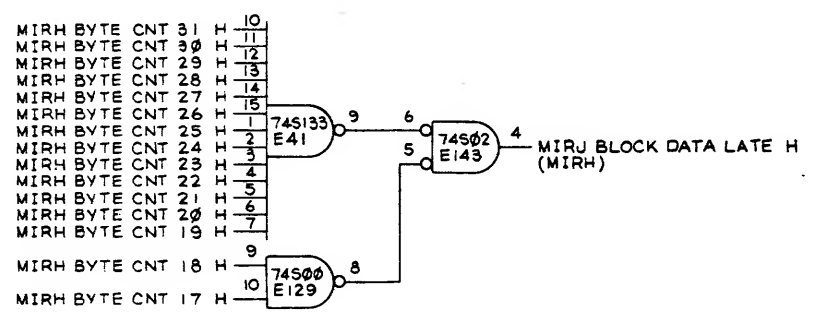 MIRH BYTE CNT 31 H 10
MIRH BYTE CNT 3Ø H 11
MIRH BYTE CNT 29 H 12
MIRH BYTE CNT 28 H 13
MIRH BYTE CNT 27 H 14
MIRH BYTE CNT 26 H 15
MIRH BYTE CNT 25 H 1
MIRH BYTE CNT 24 H 2
MIRH BYTE CNT 23 H 3
MIRH BYTE CNT 22 H 4
MIRH BYTE CNT 21 H 5
MIRH BYTE CNT 2Ø H 6
MIRH BYTE CNT 19 H 7
74S133
E41
9
6
5
74SØ2
E143
4
MIRJ BLOCK DATA LATE H
(MIRH)
MIRH BYTE CNT 18 H 9
MIRH BYTE CNT 17 H 10
74SØØ
E129
8